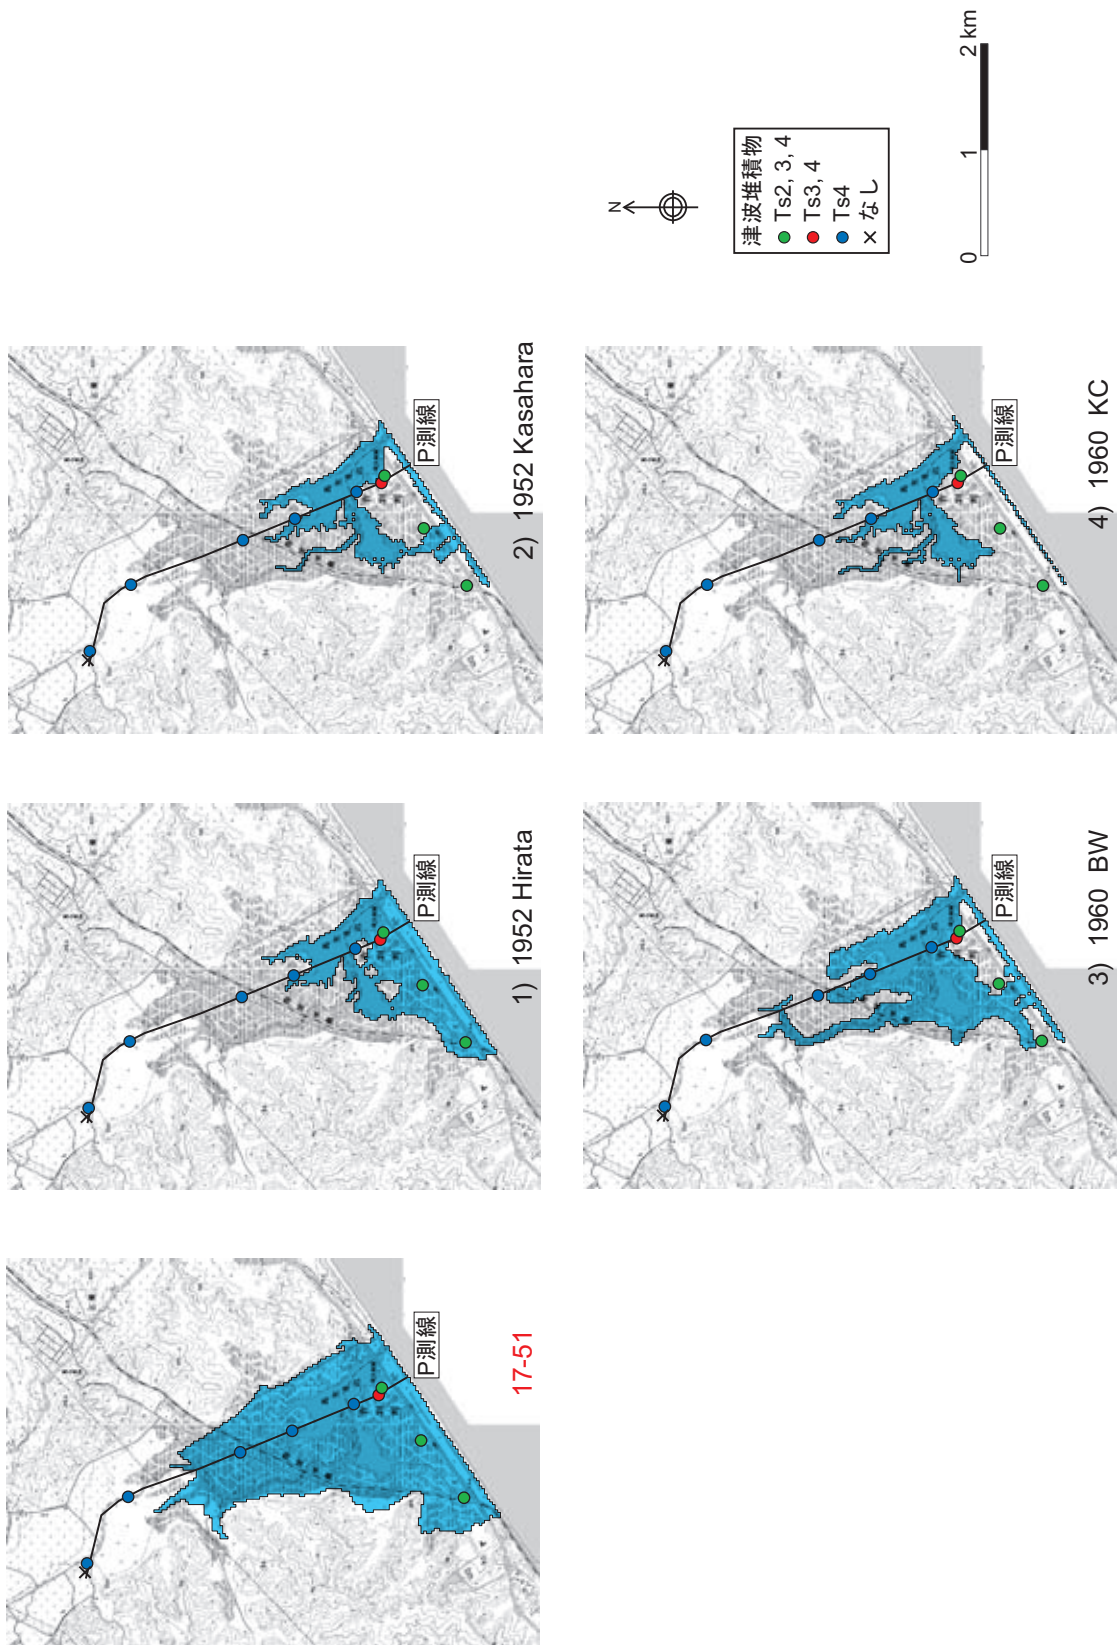 17-51
P測線
1) 1952 Hirata
P測線
2) 1952 Kasahara
P測線
3) 1960 BW
P測線
4) 1960 KC
P測線
N
津波堆積物
Ts2, 3, 4
Ts3, 4
Ts4
× なし
0 1 2 km